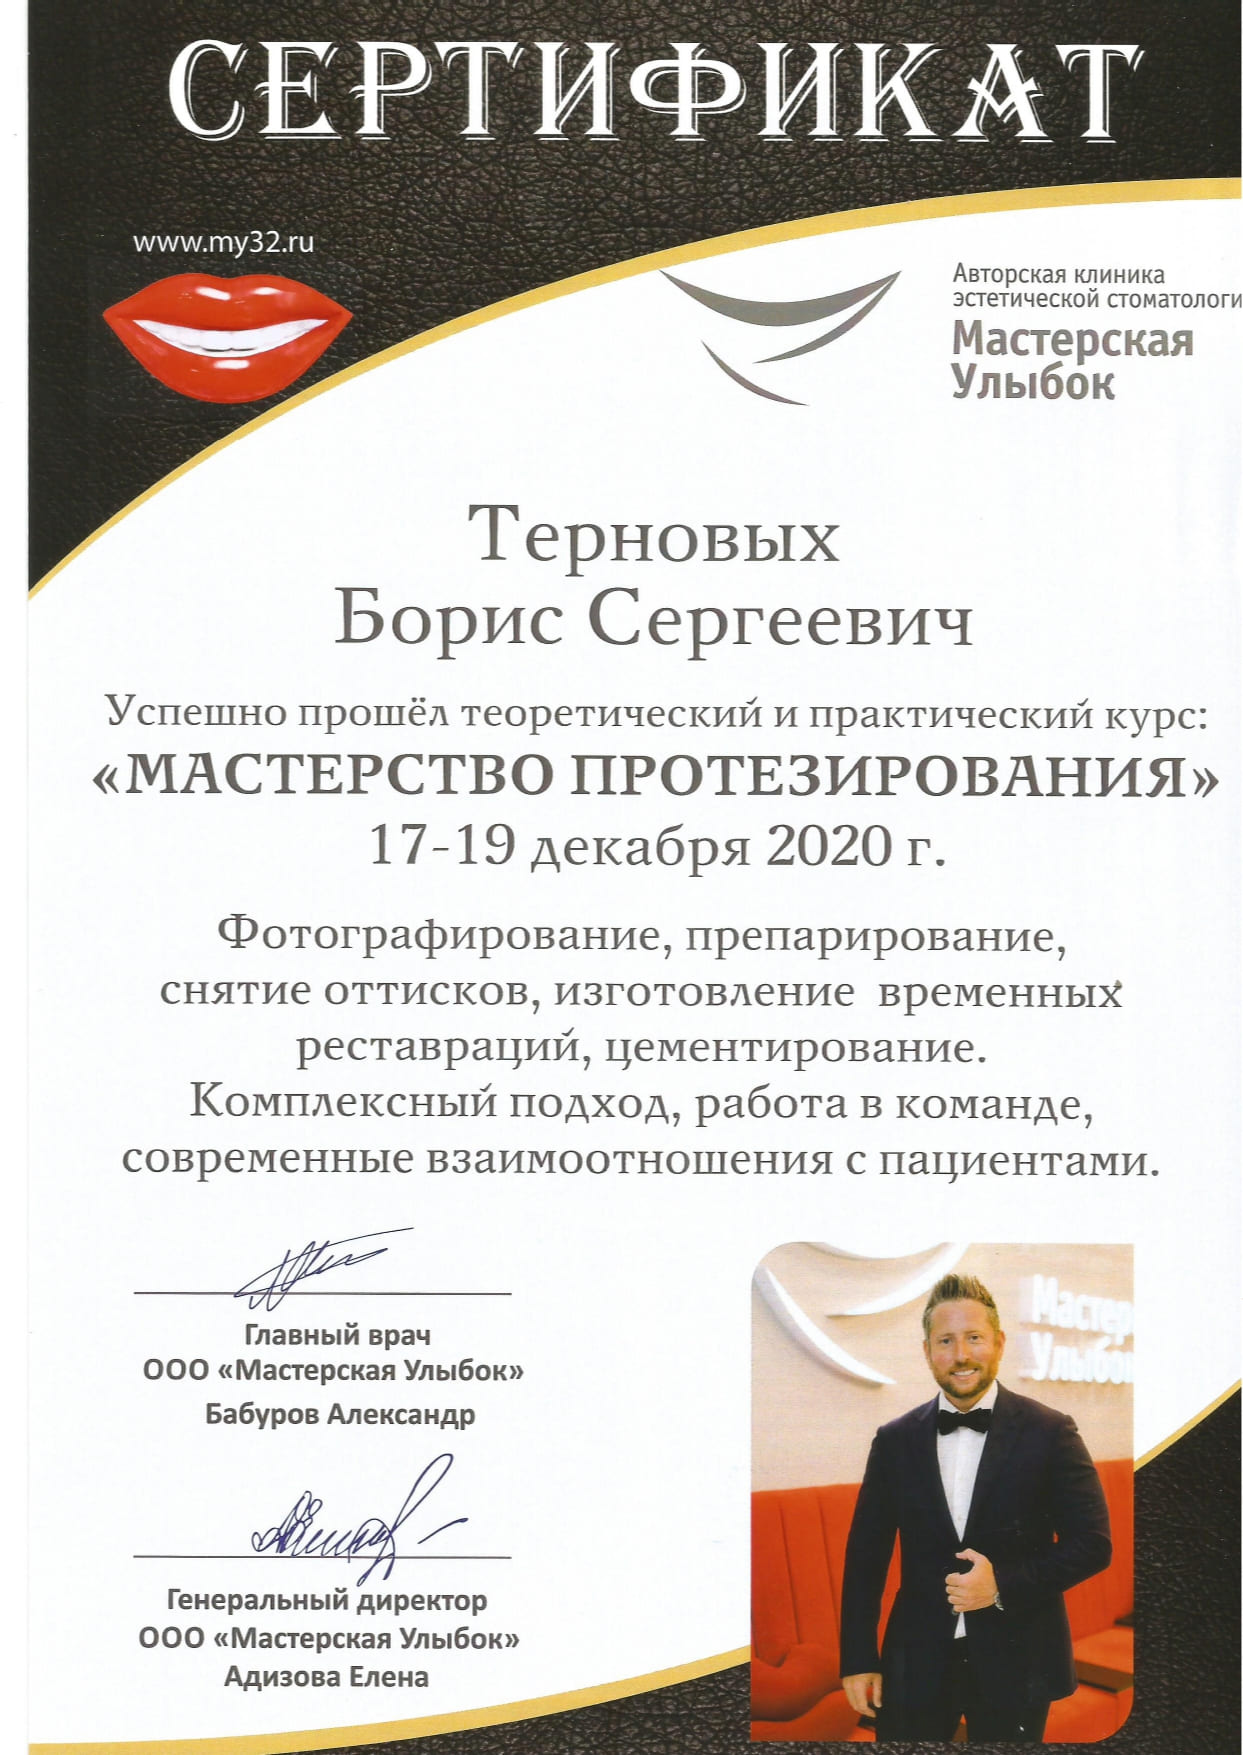 СЕРТИФИКАТ
www.my32.ru
Авторская клиника
эстетической стоматологи
Мастерская
Улыбок
Терновых
Борис Сергеевич
Успешно прошёл теоретический и практический курс:
«МАСТЕРСТВО ПРОТЕЗИРОВАНИЯ»
17-19 декабря 2020 г.
Фотографирование, препарирование,
снятие оттисков, изготовление временных
реставраций, цементирование.
Комплексный подход, работа в команде,
современные взаимоотношения с пациентами.
Главный врач
ООО «Мастерская Улыбок»
Бабуров Александр
Генеральный директор
ООО «Мастерская Улыбок»
Адизова Елена
Мастер
Улыбок